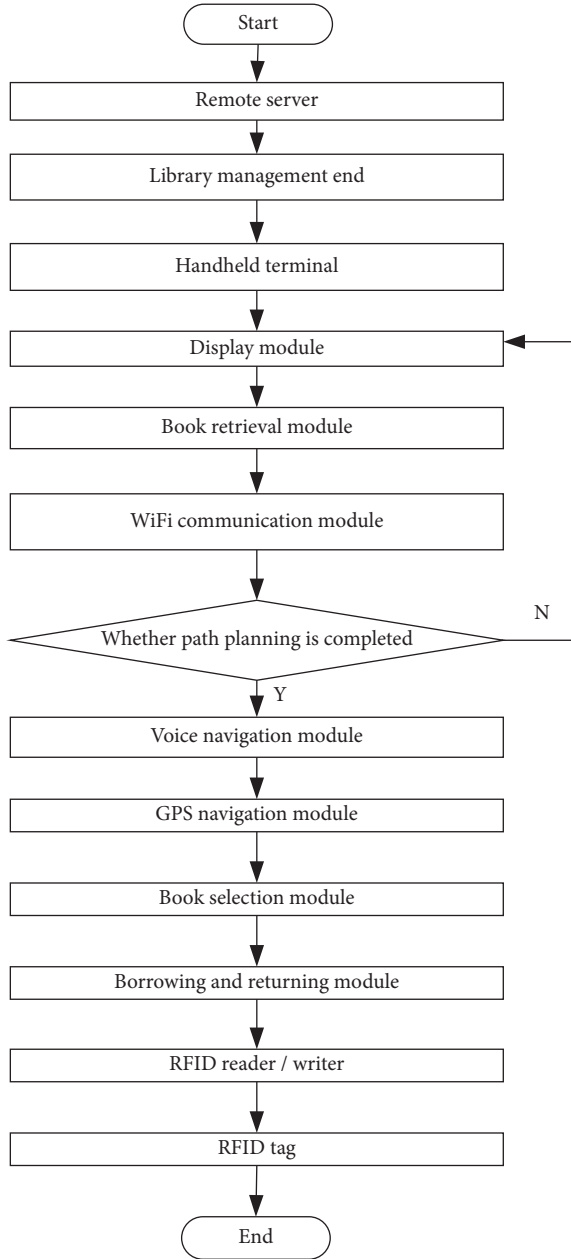 Start
Remote server
Library management end
Handheld terminal
Display module
Book retrieval module
WiFi communication module
Whether path planning is completed
N
Y
Voice navigation module
GPS navigation module
Book selection module
Borrowing and returning module
RFID reader / writer
RFID tag
End